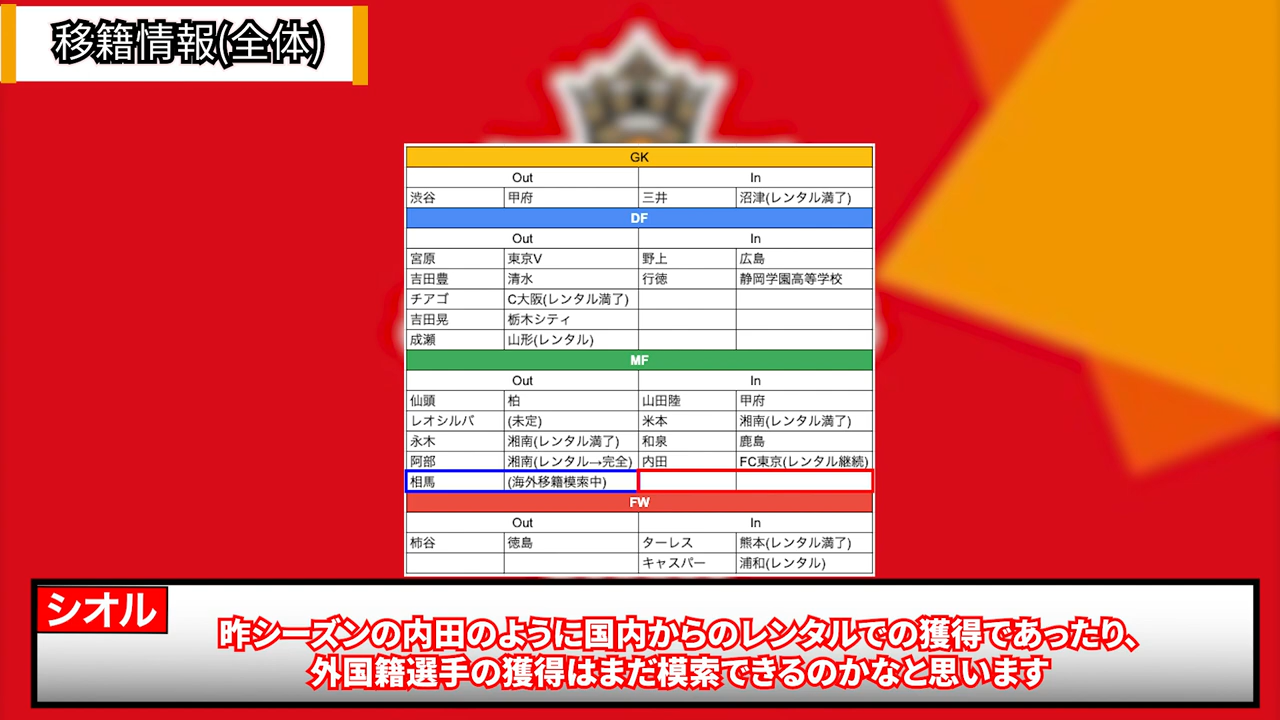 移籍情報(全体)
GK
Out In
渋谷 甲府 三井 沼津(レンタル満了)
DF
Out In
宮原 東京V 野上 広島
吉田豊 清水 行徳 静岡学園高等学校
チアゴ C大阪(レンタル満了)
吉田晃 栃木シティ
成瀬 山形(レンタル)
MF
Out In
仙頭 柏 山田陸 甲府
レオシルバ (未定) 米本 湘南(レンタル満了)
永木 湘南(レンタル満了) 和泉 鹿島
阿部 湘南(レンタル→完全) 内田 FC東京(レンタル継続)
相馬 (海外移籍模索中)
FW
Out In
柿谷 徳島 ターレス 熊本(レンタル満了)
キャスパー 浦和(レンタル)
シオル
昨シーズンの内田のように国内からのレンタルでの獲得であったり、
外国籍選手の獲得はまだ模索できるのかなと思います